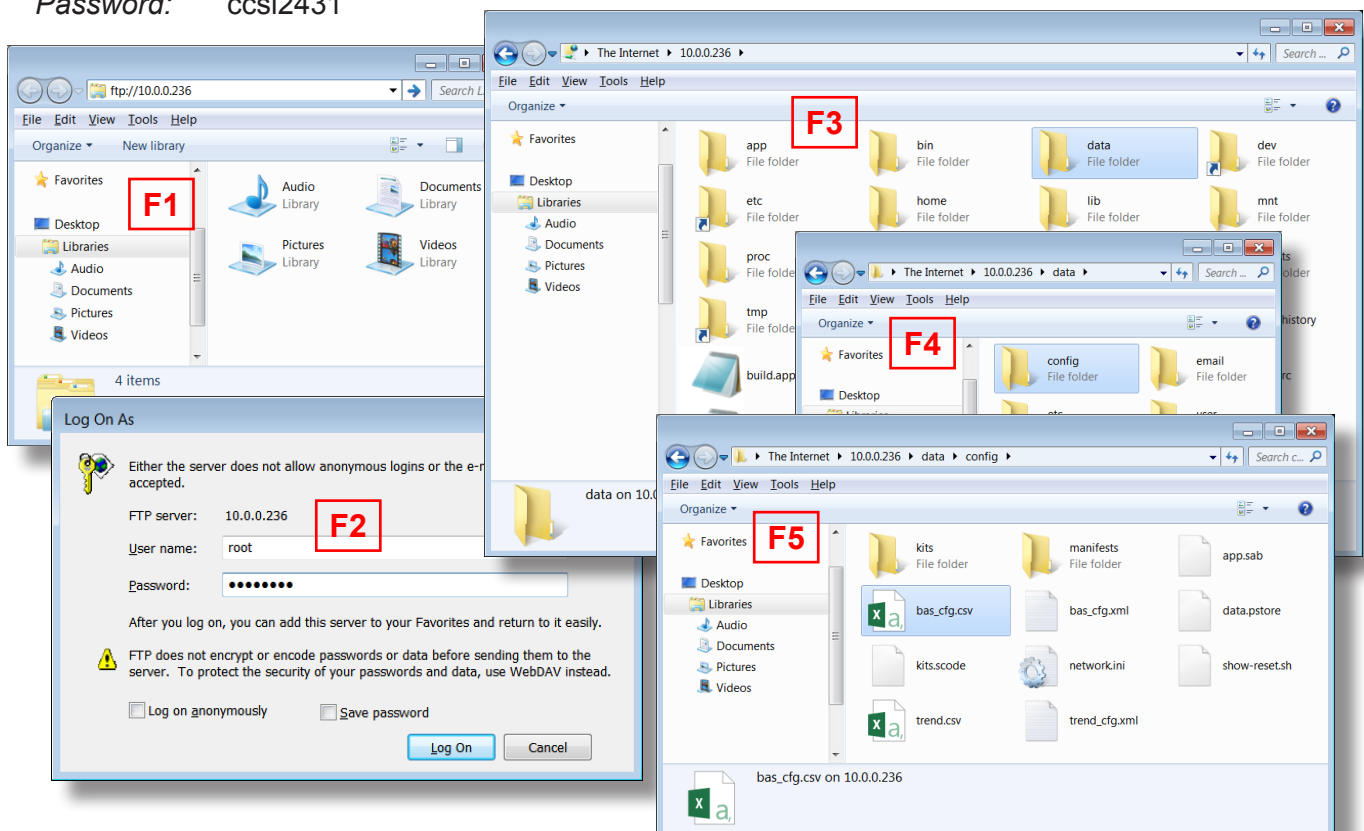 Password: ccsi2431
ftp://10.0.0.236
Search L
File Edit View Tools Help
Organize New library
Favorites
Desktop
Libraries
Audio
Documents
Pictures
Videos
F1
Audio
Library
Documents
Library
Pictures
Library
Videos
Library
4 items
Log On As
Either the server does not allow anonymous logins or the e-
accepted.
FTP server: 10.0.0.236
F2
User name: root
Password: ●●●●●●●●
After you log on, you can add this server to your Favorites and return to it easily.
FTP does not encrypt or encode passwords or data before sending them to the
server. To protect the security of your passwords and data, use WebDAV instead.
Log on anonymously Save password
Log On Cancel
The Internet 10.0.0.236
Search ...
File Edit View Tools Help
Organize
F3
Favorites
Desktop
Libraries
Audio
Documents
Pictures
Videos
app
File folder
bin
File folder
data
File folder
dev
File folder
etc
File folder
home
File folder
lib
File folder
mnt
File folder
proc
File folde
ts
older
tmp
File folde
history
build.app
rc
data on 10.0
The Internet 10.0.0.236 data
Search ...
File Edit View Tools Help
Organize
F4
Favorites
Desktop
config
File folder
email
File folder
The Internet 10.0.0.236 data config
Search c...
File Edit View Tools Help
Organize
F5
Favorites
Desktop
Libraries
Audio
Documents
Pictures
Videos
kits
File folder
manifests
File folder
app.sab
bas_cfg.csv
bas_cfg.xml
data.pstore
kits.scode
network.ini
show-reset.sh
trend.csv
trend_cfg.xml
bas_cfg.csv on 10.0.0.236